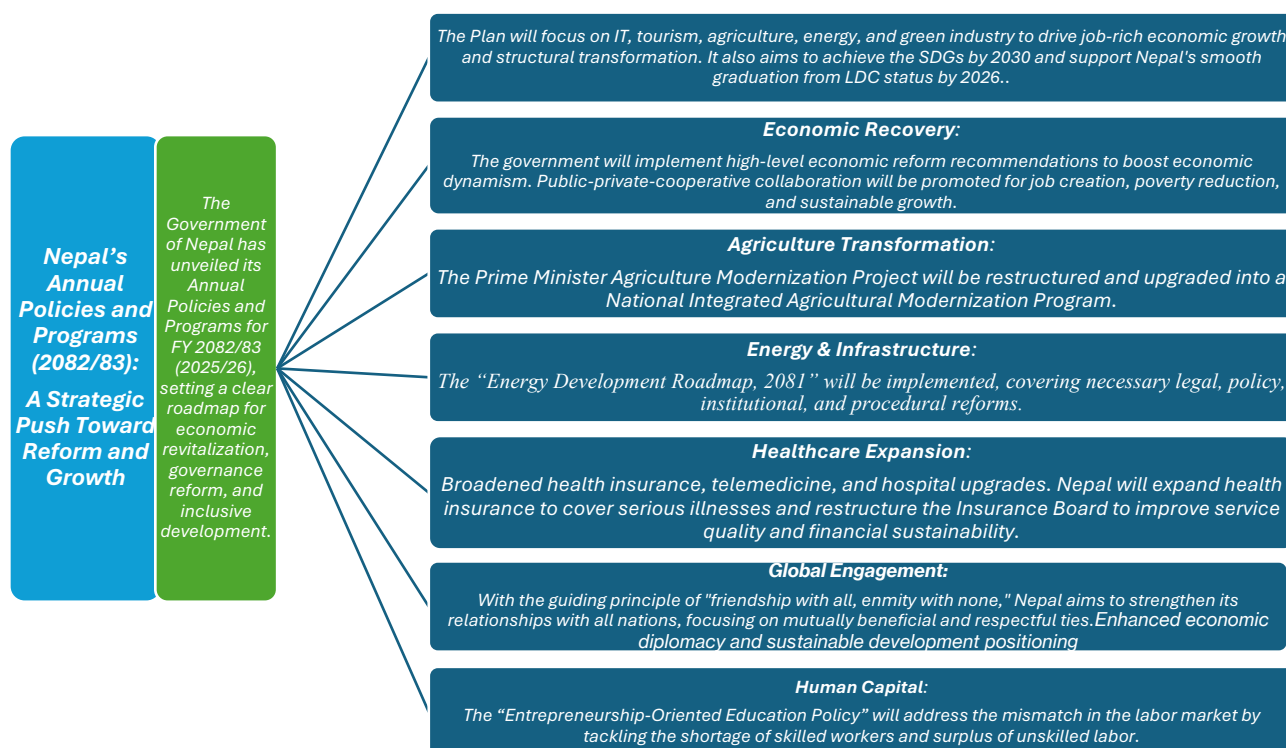 Nepal's
Annual
Policies and
Programs
(2082/83):
A Strategic
Push Toward
Reform and
Growth
The
Government
of Nepal has
unveiled its
Annual
Policies and
Programs for
FY 2082/83
(2025/26),
setting a clear
roadmap for
economic
revitalization,
governance
reform, and
inclusive
development.
The Plan will focus on IT, tourism, agriculture, energy, and green industry to drive job-rich economic growth
and structural transformation. It also aims to achieve the SDGs by 2030 and support Nepal's smooth
graduation from LDC status by 2026..
Economic Recovery:
The government will implement high-level economic reform recommendations to boost economic
dynamism. Public-private-cooperative collaboration will be promoted for job creation, poverty reduction,
and sustainable growth.
Agriculture Transformation:
The Prime Minister Agriculture Modernization Project will be restructured and upgraded into a
National Integrated Agricultural Modernization Program.
Energy & Infrastructure:
The “Energy Development Roadmap, 2081” will be implemented, covering necessary legal, policy,
institutional, and procedural reforms.
Healthcare Expansion:
Broadened health insurance, telemedicine, and hospital upgrades. Nepal will expand health
insurance to cover serious illnesses and restructure the Insurance Board to improve service
quality and financial sustainability.
Global Engagement:
With the guiding principle of "friendship with all, enmity with none," Nepal aims to strengthen its
relationships with all nations, focusing on mutually beneficial and respectful ties.Enhanced economic
diplomacy and sustainable development positioning
Human Capital:
The “Entrepreneurship-Oriented Education Policy” will address the mismatch in the labor market by
tackling the shortage of skilled workers and surplus of unskilled labor.